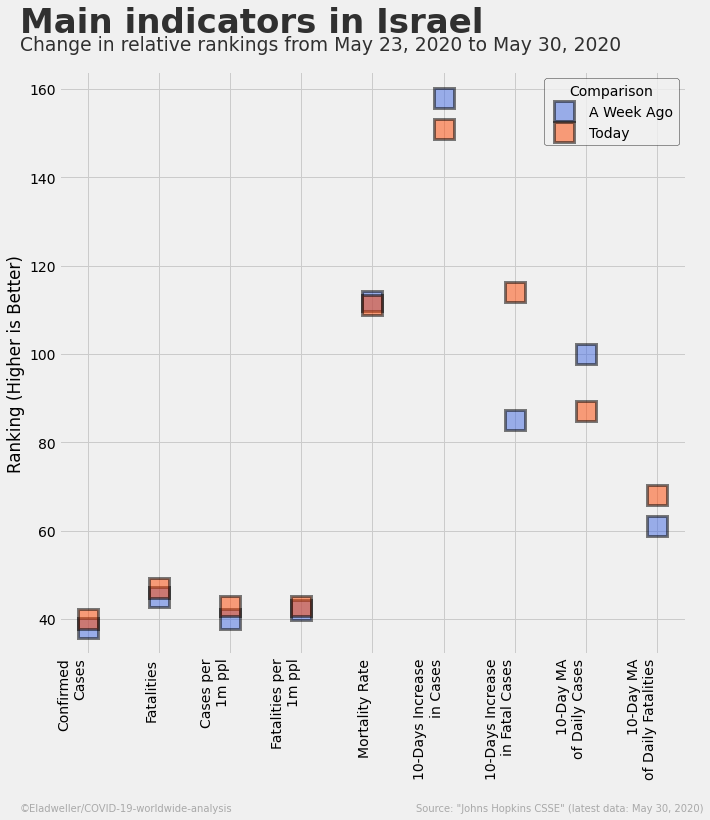 Main indicators in Israel
Change in relative rankings from May 23, 2020 to May 30, 2020
Comparison
A Week Ago
Today
Ranking (Higher is Better)
160
140
120
100
80
60
40
Confirmed
Cases
Fatalities
Cases per
1m ppl
Fatalities per
1m ppl
Mortality Rate
10-Days Increase
in Cases
10-Days Increase
in Fatal Cases
10-Day MA
of Daily Cases
10-Day MA
of Daily Fatalities
©Eladweller/COVID-19-worldwide-analysis
Source: "Johns Hopkins CSSE" (latest data: May 30, 2020)